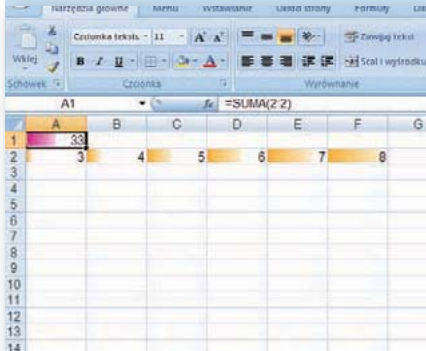 Narzędzia główne Menu Wstawianie Układ strony Formuły
Czcionka tekstu 11 A A Zawijaj tekst
Wklej B I U A Scal i wyśrodkuj
Schowek Czcionka Wyrównanie
A1 fx =SUMA(2:2)
A B C D E F G
1 33
2 3 4 5 6 7 8
3
4
5
6
7
8
9
10
11
12
13
14